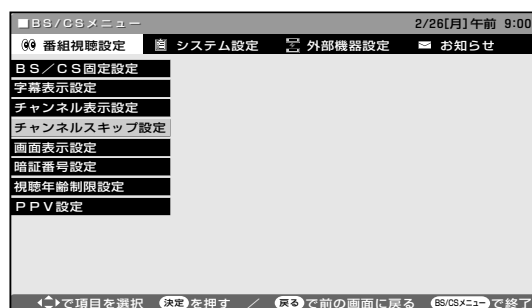 ■BS/CSメニュー 2/26[月]午前 9:00
番組視聴設定 システム設定 外部機器設定 お知らせ
BS/CS固定設定
字幕表示設定
チャンネル表示設定
チャンネルスキップ設定
画面表示設定
暗証番号設定
視聴年齢制限設定
PPV設定
で項目を選択 決定を押す / 戻るで前の画面に戻る BS/CSメニューで終了